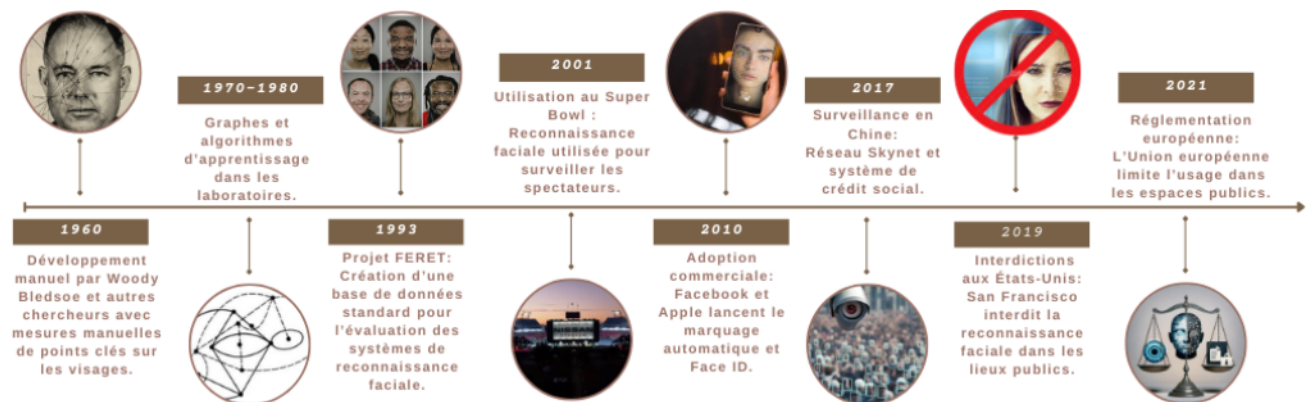 1960
Développement
manuel par Woody
Bledsoe et autres
chercheurs avec
mesures manuelles
de points clés sur
les visages.
1970-1980
Graphes et
algorithmes
d'apprentissage
dans les
laboratoires.
1993
Projet FERET:
Création d'une
base de données
standard pour
l'évaluation des
systèmes de
reconnaissance
faciale.
2001
Utilisation au Super
Bowl :
Reconnaissance
faciale utilisée pour
surveiller les
spectateurs.
2010
Adoption
commerciale:
Facebook et
Apple lancent le
marquage
automatique et
Face ID.
2017
Surveillance en
Chine:
Réseau Skynet et
système de
crédit social.
2019
Interdictions
aux États-Unis:
San Francisco
interdit la
reconnaissance
faciale dans les
lieux publics.
2021
Réglementation
européenne:
L'Union européenne
limite l'usage dans
les espaces publics.